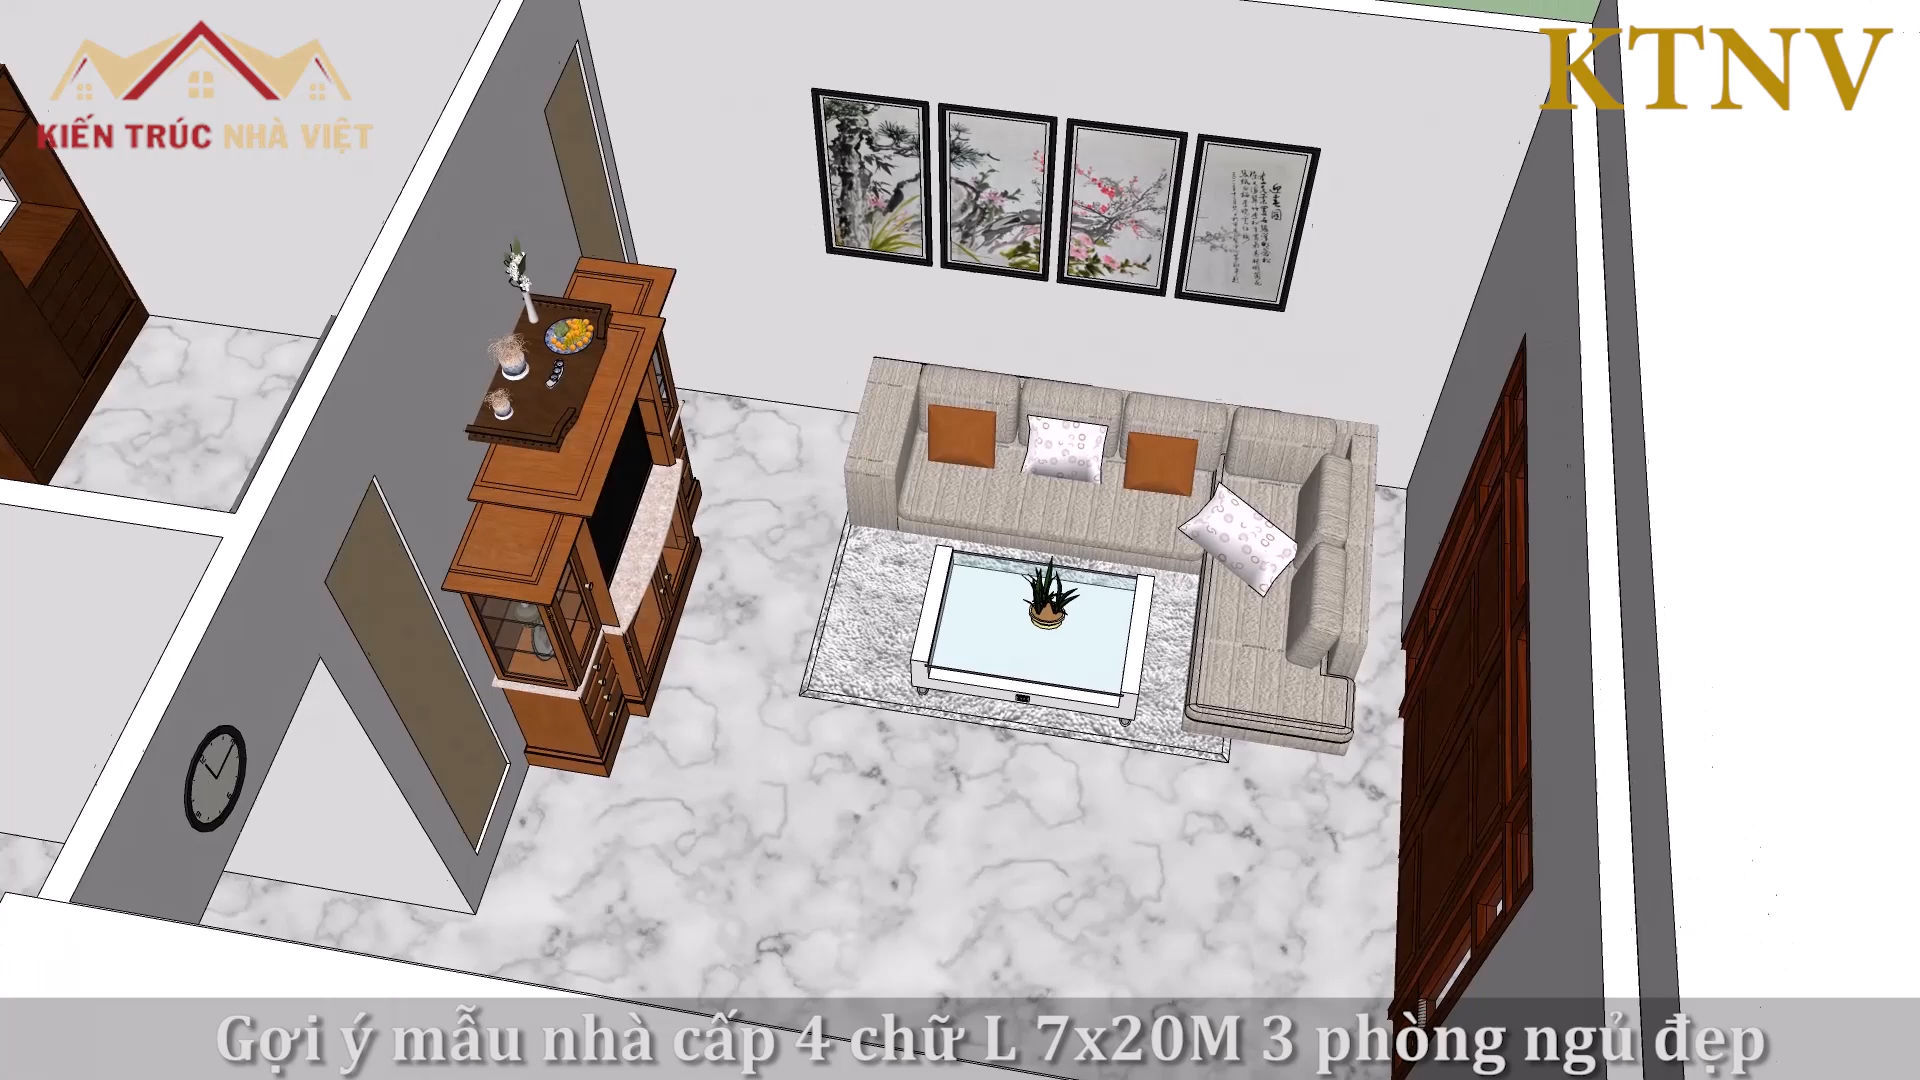 KIẾN TRÚC NHÀ VIỆT
KTNV
Gợi ý mẫu nhà cấp 4 chữ L 7x20M 3 phòng ngủ đẹp